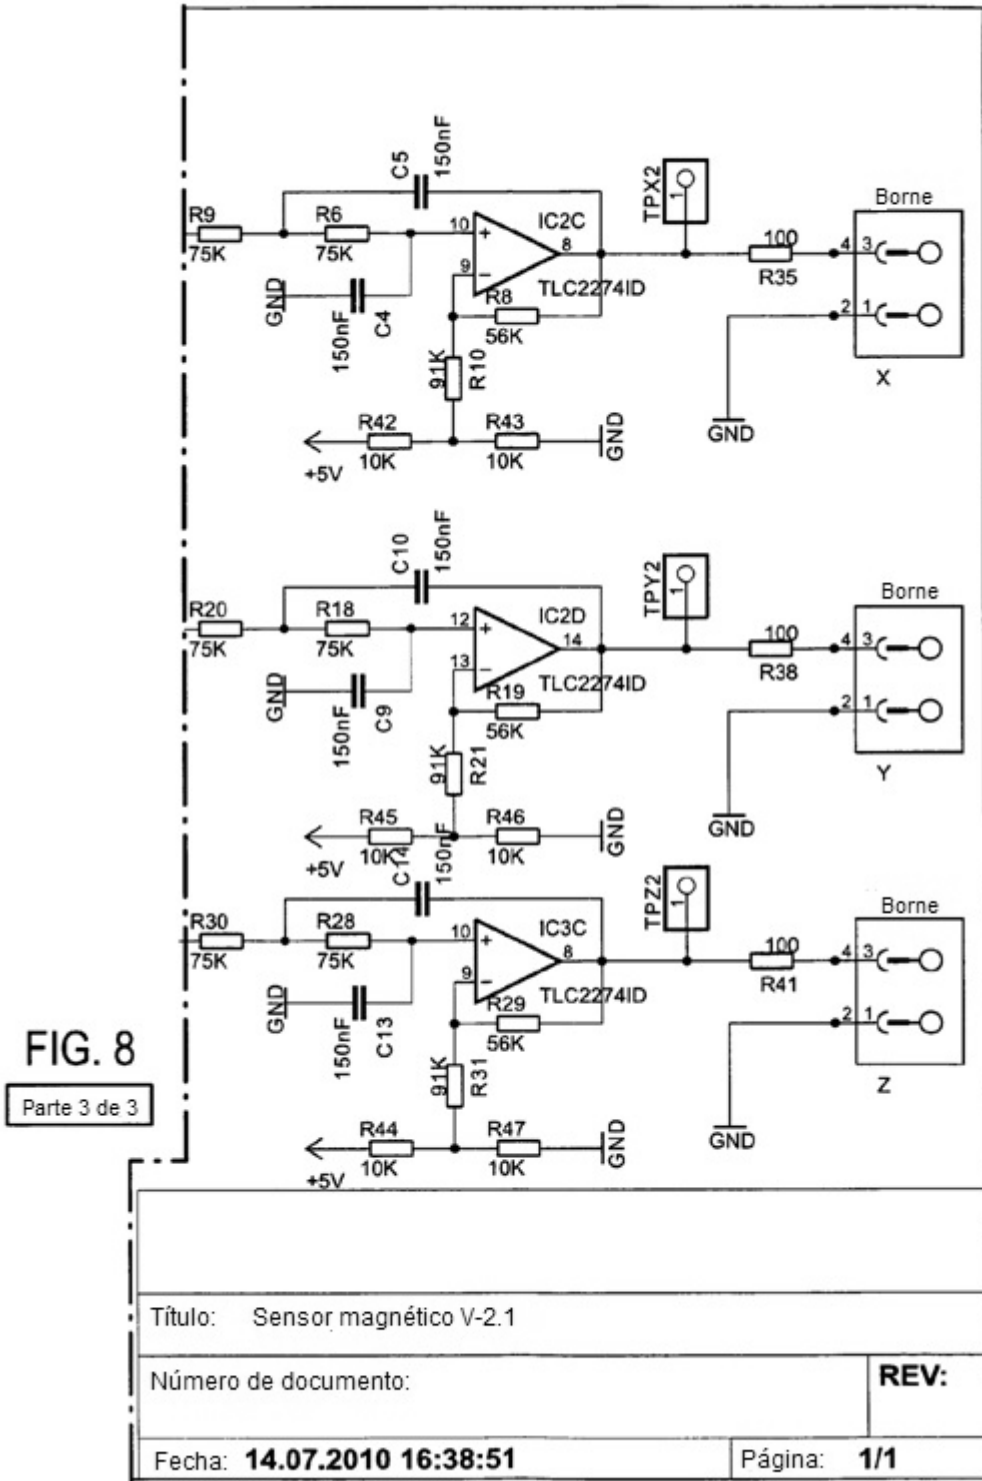 C5
150nF
TPX2
1
Borne
R9
75K
R6
75K
10
+
IC2C
8
9
−
TLC2274ID
100
R35
4
3
2
1
X
GND
150nF
C4
R8
56K
91K
R10
GND
R42
10K
R43
10K
+5V
GND
C10
150nF
TPY2
1
Borne
R20
75K
R18
75K
12
+
IC2D
14
13
−
TLC2274ID
100
R38
4
3
2
1
Y
GND
150nF
C9
R19
56K
91K
R21
GND
R45
10K
R46
10K
+5V
GND
C14
150nF
TPZ2
1
Borne
R30
75K
R28
75K
10
+
IC3C
8
9
−
TLC2274ID
100
R41
4
3
2
1
Z
GND
150nF
C13
R29
56K
91K
R31
GND
R44
10K
R47
10K
+5V
GND
FIG. 8
Parte 3 de 3
Título: Sensor magnético V-2.1
Número de documento:
REV:
Fecha: 14.07.2010 16:38:51
Página: 1/1